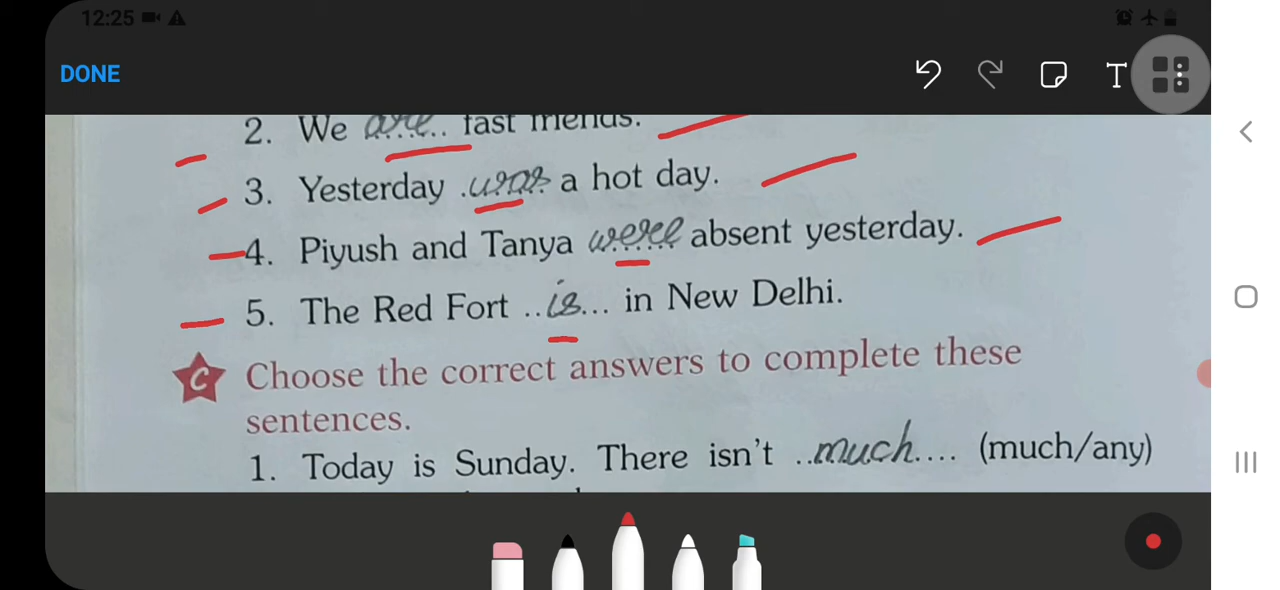 12:25
DONE
T
2. We are fast friends.
3. Yesterday was a hot day.
4. Piyush and Tanya were absent yesterday.
5. The Red Fort is in New Delhi.
C Choose the correct answers to complete these
sentences.
1. Today is Sunday. There isn't much (much/any)